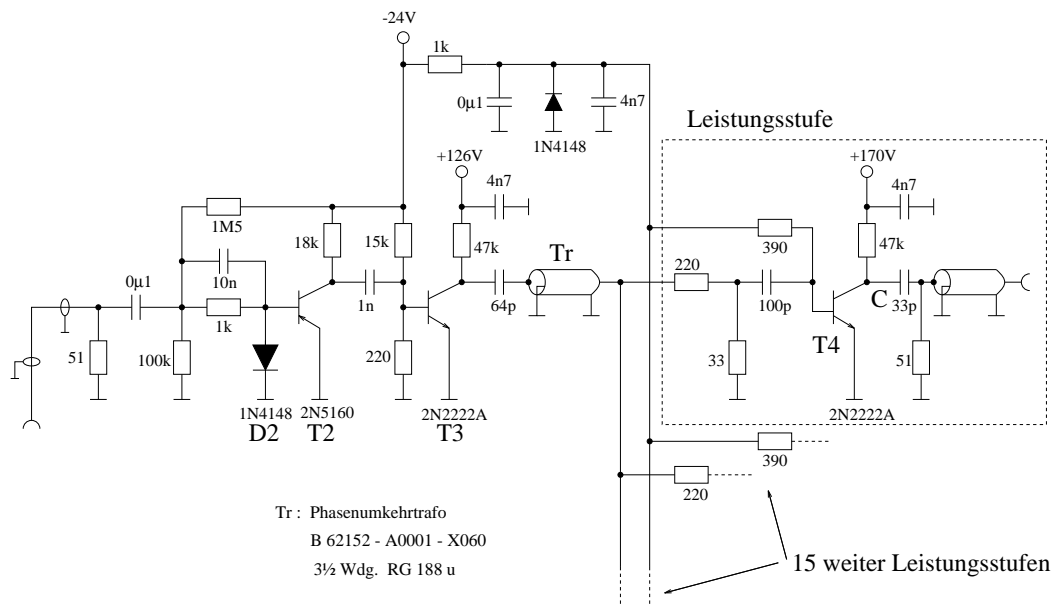 -24V
1k
0µ1
1N4148
4n7
Leistungsstufe
+126V
4n7
+170V
4n7
1M5
18k
15k
47k
Tr
390
47k
10n
0µ1
1k
1n
64p
220
100p
C
33p
51
100k
220
33
T4
51
1N4148
2N5160
2N2222A
2N2222A
D2
T2
T3
390
220
Tr : Phasenumkehrtrafo
B 62152 - A0001 - X060
3½ Wdg. RG 188 u
15 weiter Leistungsstufen